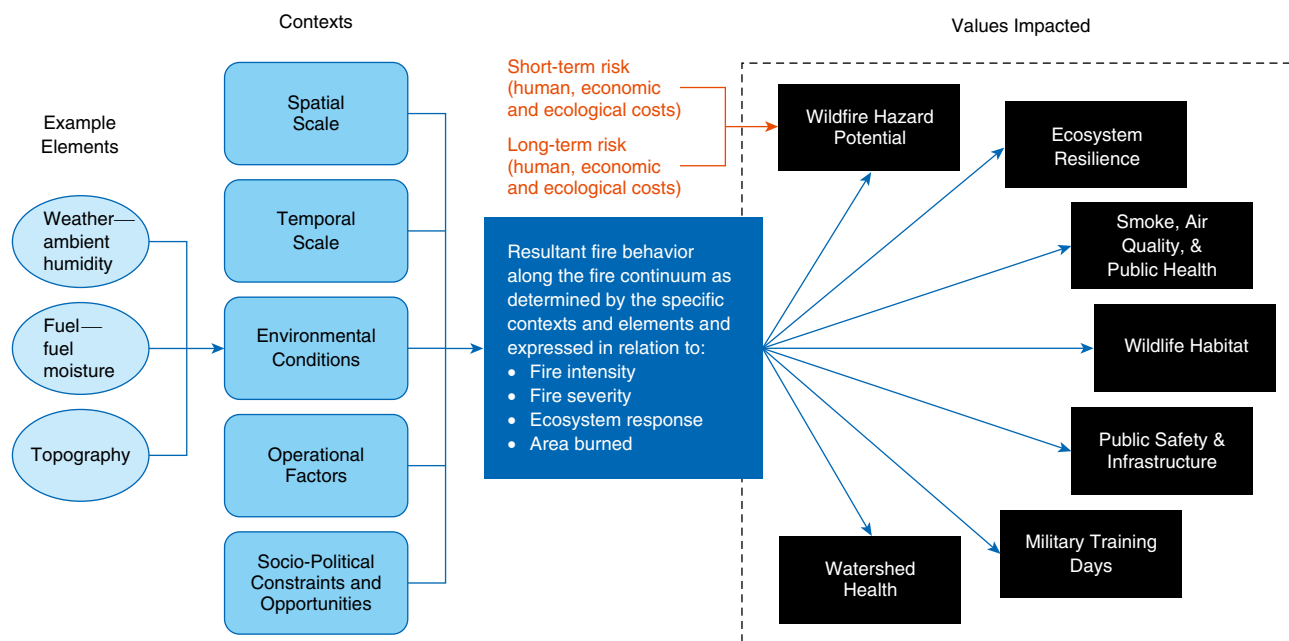 Example
Elements
Weather—
ambient
humidity
Fuel—
fuel
moisture
Topography
Contexts
Spatial
Scale
Temporal
Scale
Environmental
Conditions
Operational
Factors
Socio-Political
Constraints and
Opportunities
Short-term risk
(human, economic
and ecological costs)
Long-term risk
(human, economic
and ecological costs)
Resultant fire behavior
along the fire continuum as
determined by the specific
contexts and elements and
expressed in relation to:
• Fire intensity
• Fire severity
• Ecosystem response
• Area burned
Values Impacted
Wildfire Hazard
Potential
Ecosystem
Resilience
Smoke, Air
Quality, &
Public Health
Wildlife Habitat
Public Safety &
Infrastructure
Military Training
Days
Watershed
Health